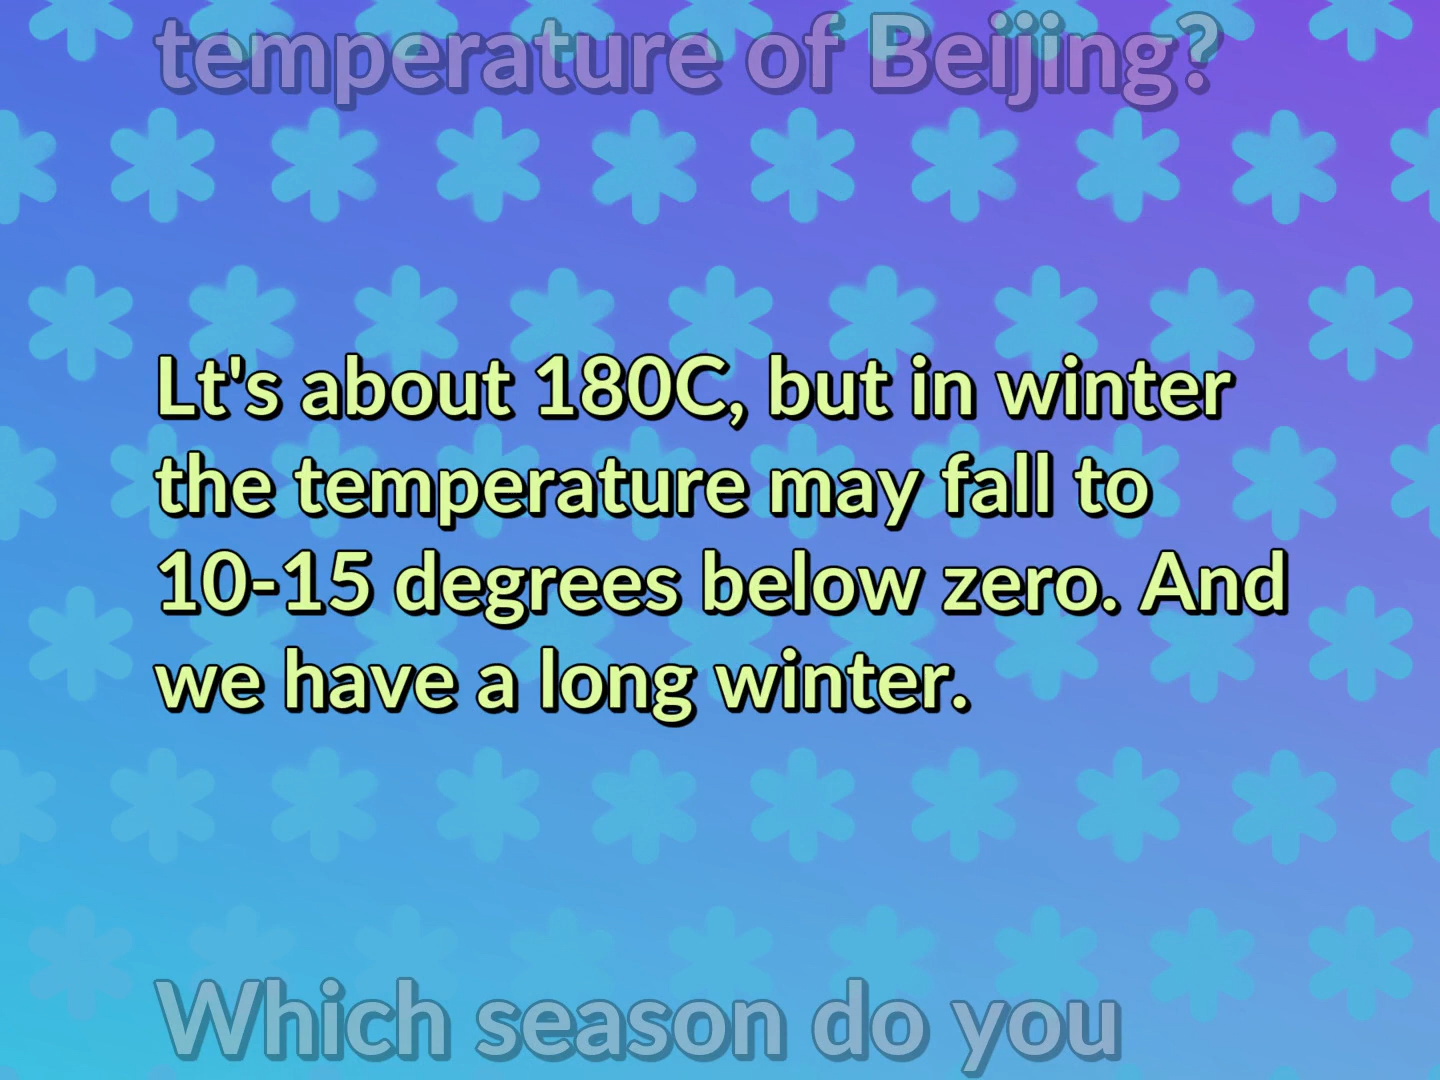 temperature of Beijing?
Lt's about 180C, but in winter
the temperature may fall to
10-15 degrees below zero. And
we have a long winter.
Which season do you